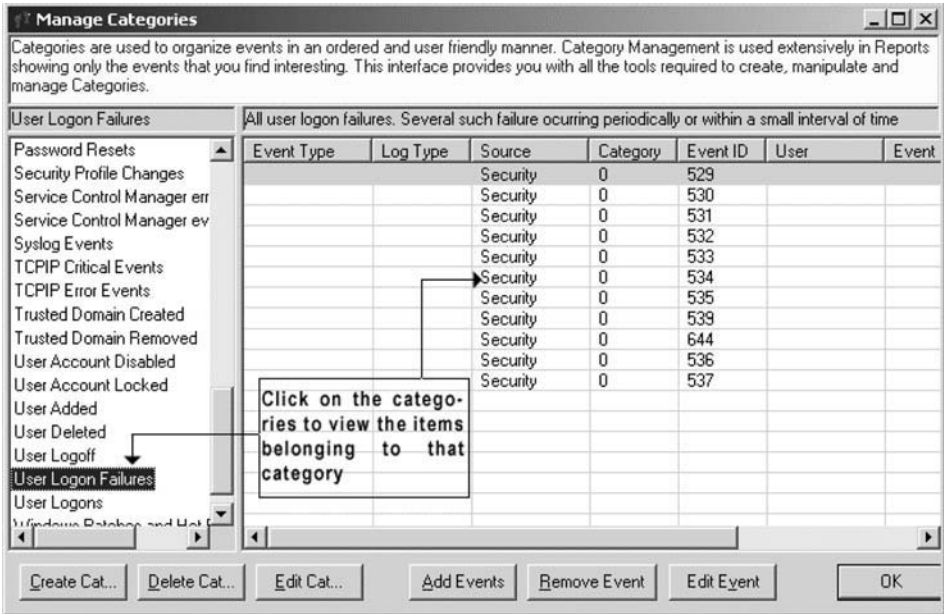 Manage Categories
Categories are used to organize events in an ordered and user friendly manner. Category Management is used extensively in Reports
showing only the events that you find interesting. This interface provides you with all the tools required to create, manipulate and
manage Categories.
User Logon Failures
All user logon failures. Several such failure ocurring periodically or within a small interval of time
Password Resets
Security Profile Changes
Service Control Manager err
Service Control Manager ev
Syslog Events
TCPIP Critical Events
TCPIP Error Events
Trusted Domain Created
Trusted Domain Removed
User Account Disabled
User Account Locked
User Added
User Deleted
User Logoff
User Logon Failures
User Logons
Windows Patches and Hot
Event Type Log Type Source Category Event ID User Event
Security 0 529
Security 0 530
Security 0 531
Security 0 532
Security 0 533
Security 0 534
Security 0 535
Security 0 539
Security 0 644
Security 0 536
Security 0 537
Click on the catego-
ries to view the items
belonging to that
category
Create Cat... Delete Cat... Edit Cat... Add Events Remove Event Edit Event OK